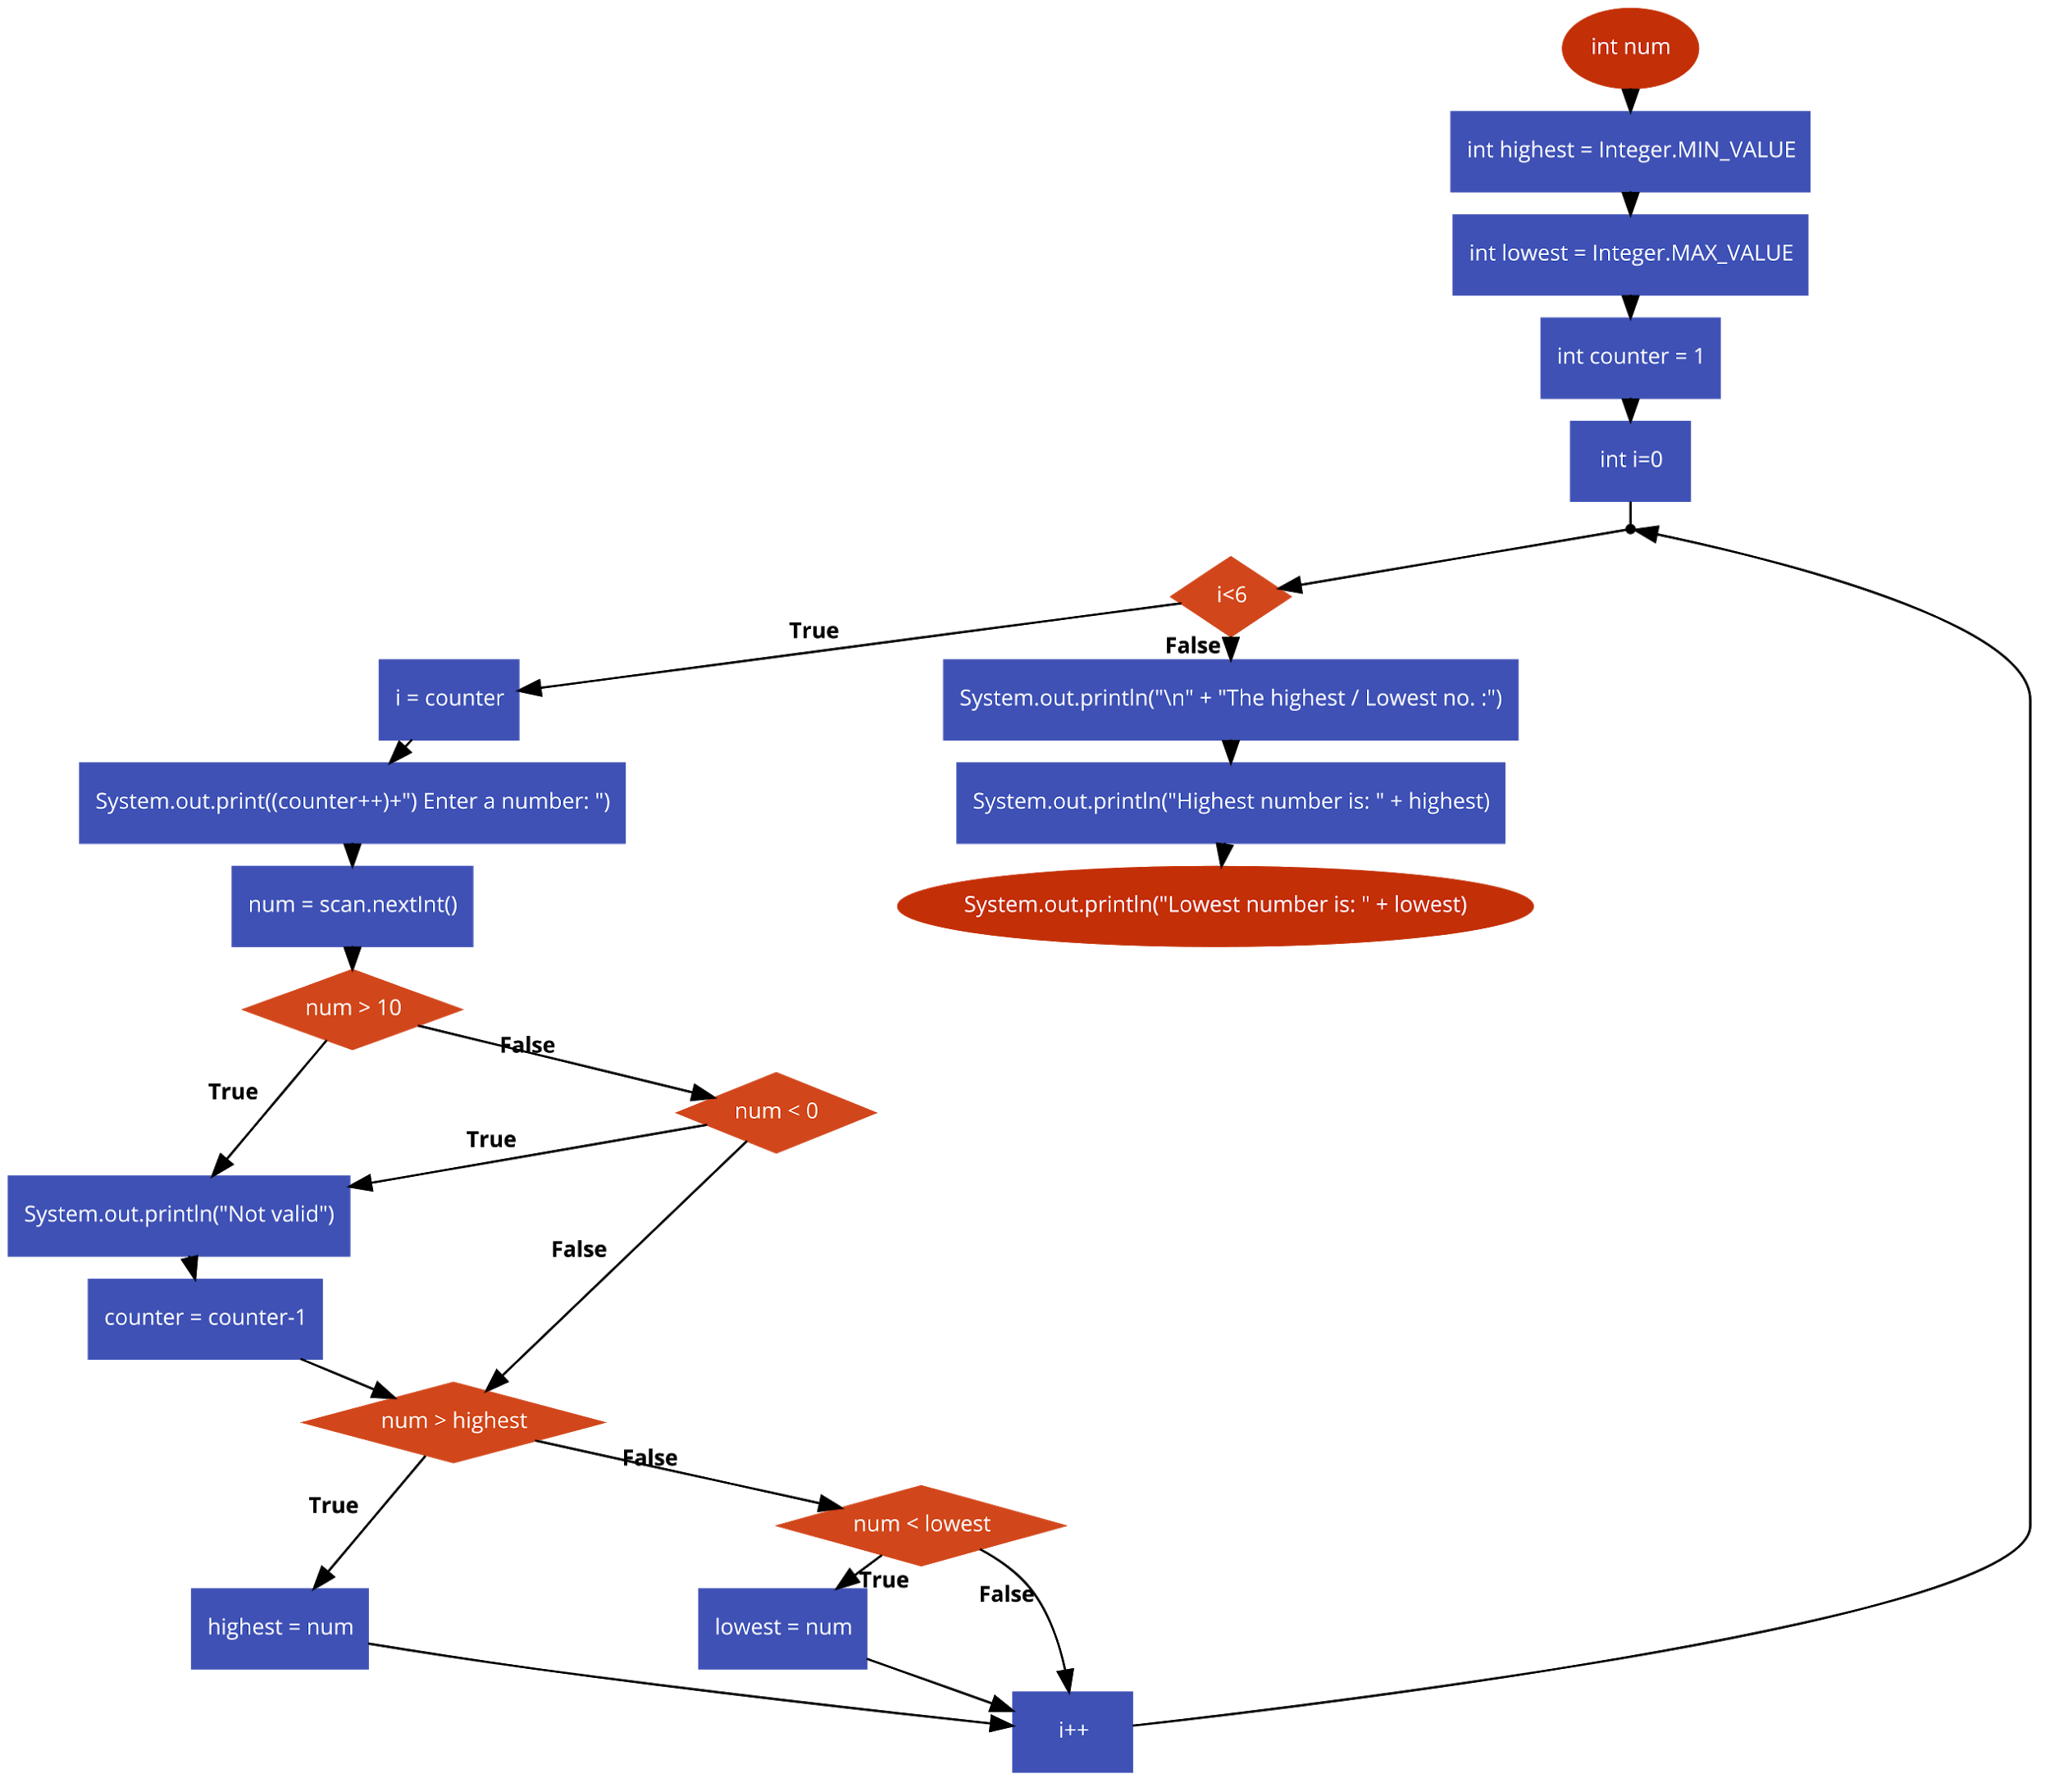 int num
int highest = Integer.MIN_VALUE
int lowest = Integer.MAX_VALUE
int counter = 1
int i=0
i<6
True
False
i = counter
System.out.println("\n" + "The highest / Lowest no. :")
System.out.print((counter++)+") Enter a number: ")
System.out.println("Highest number is: " + highest)
num = scan.nextInt()
System.out.println("Lowest number is: " + lowest)
num > 10
False
True
num < 0
True
System.out.println("Not valid")
False
counter = counter-1
num > highest
False
True
num < lowest
True
False
highest = num
lowest = num
i++